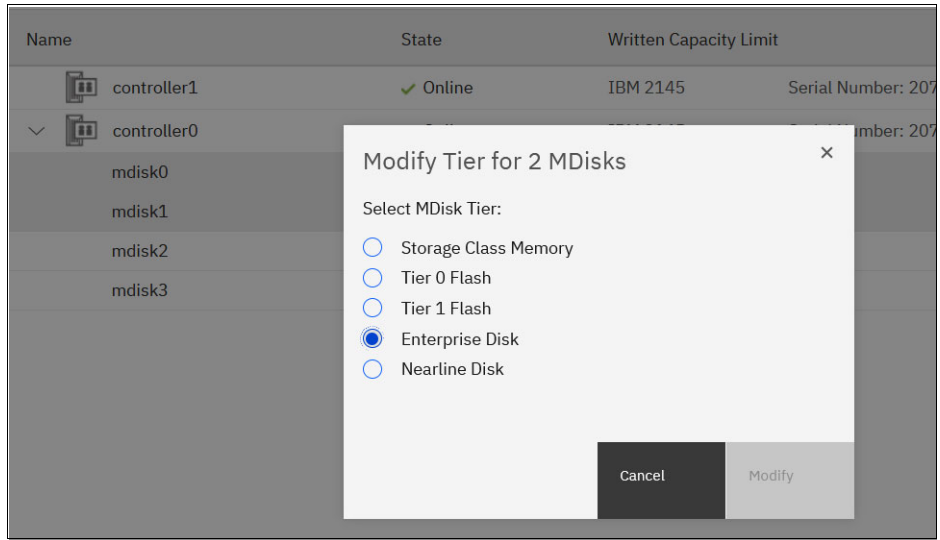 Name State Written Capacity Limit
controller1 Online IBM 2145 Serial Number: 207
controller0
Modify Tier for 2 MDisks
mdisk0
Select MDisk Tier:
mdisk1
Storage Class Memory
mdisk2
Tier 0 Flash
mdisk3
Tier 1 Flash
Enterprise Disk
Nearline Disk
Cancel Modify